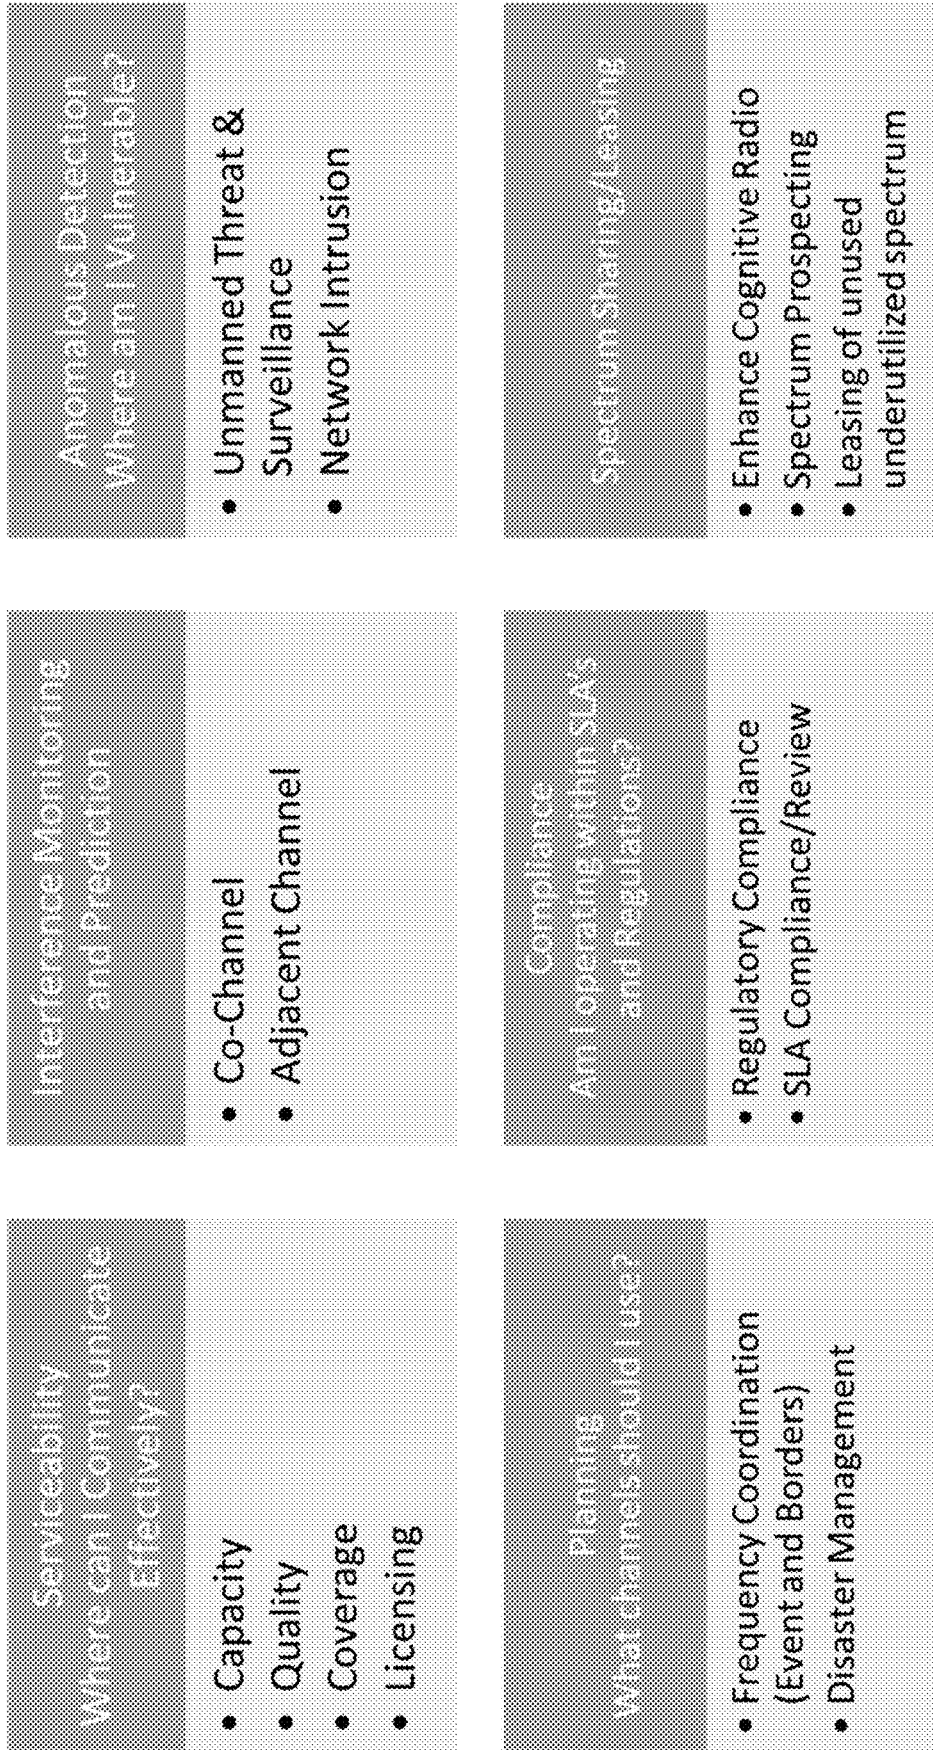 Serviceability
Where can I Communicate
Effectively?
• Capacity
• Quality
• Coverage
• Licensing
Interference Monitoring
and Prediction
• Co-Channel
• Adjacent Channel
Anomalous Detection
Where am I Vulnerable?
• Unmanned Threat &
Surveillance
• Network Intrusion
Planning
What channels should I use?
• Frequency Coordination
(Event and Borders)
• Disaster Management
Compliance
Am I operating within SLA's
and Regulations?
• Regulatory Compliance
• SLA Compliance/Review
Spectrum Sharing/Leasing
• Enhance Cognitive Radio
• Spectrum Prospecting
• Leasing of unused
underutilized spectrum